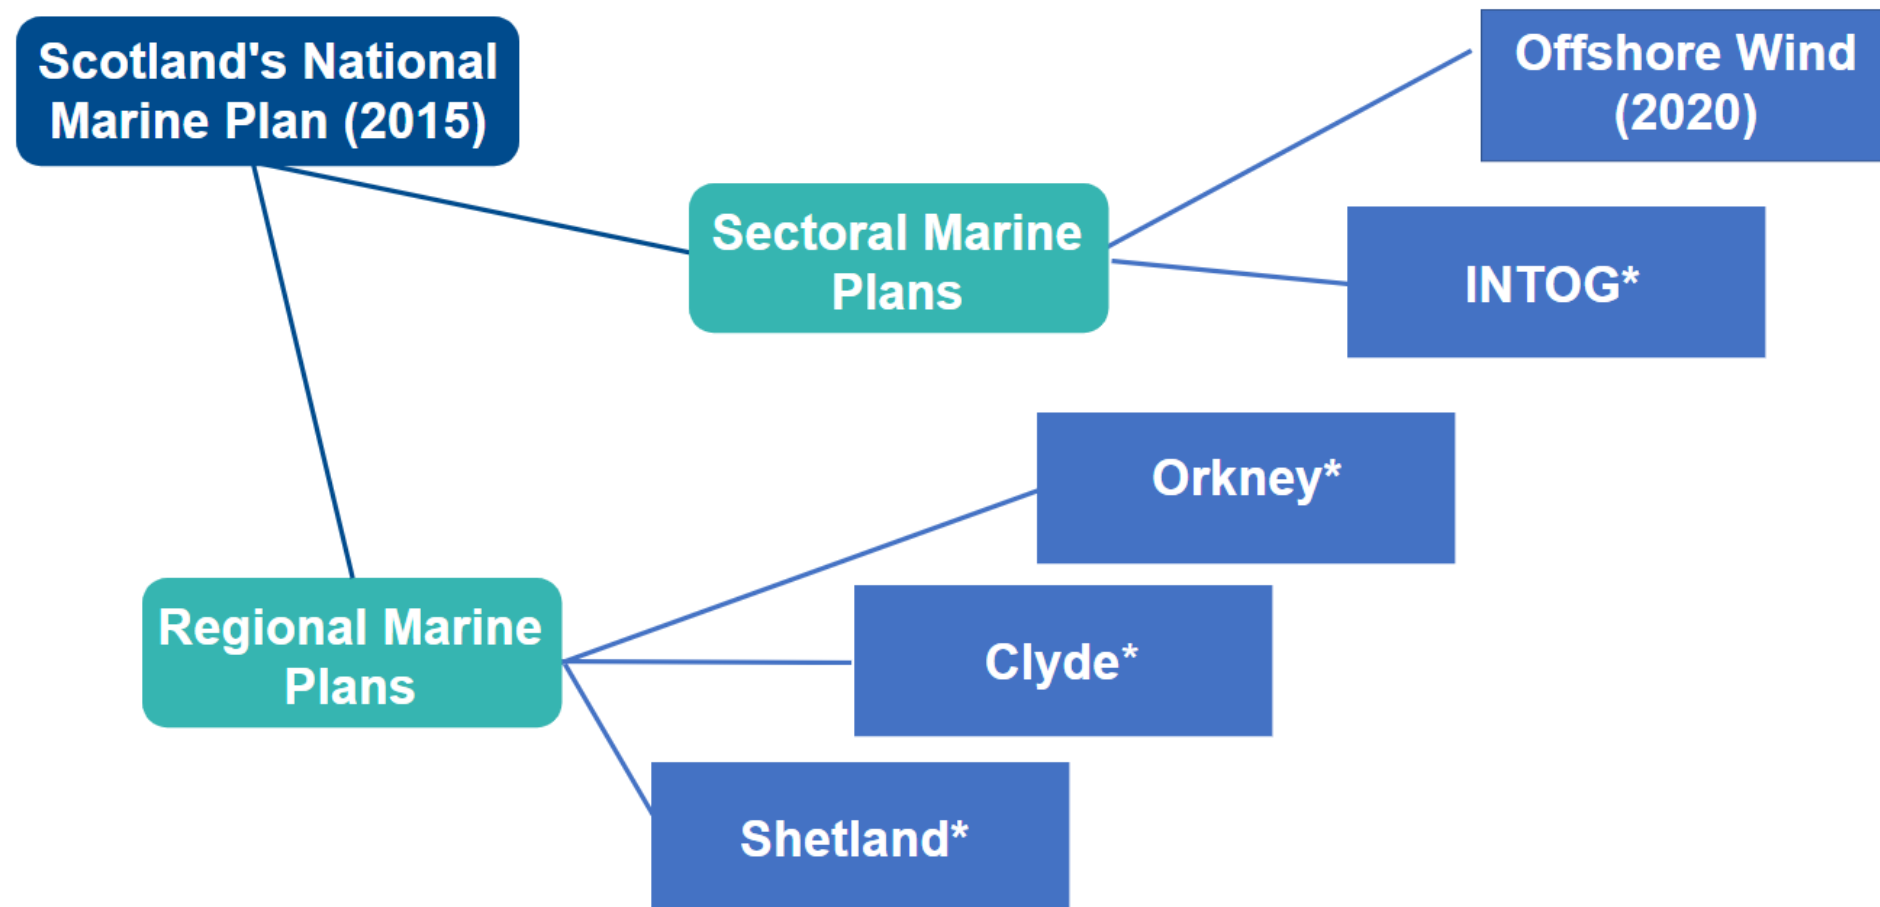 Scotland's National
Marine Plan (2015)
Offshore Wind
(2020)
Sectoral Marine
Plans
INTOG*
Orkney*
Regional Marine
Plans
Clyde*
Shetland*